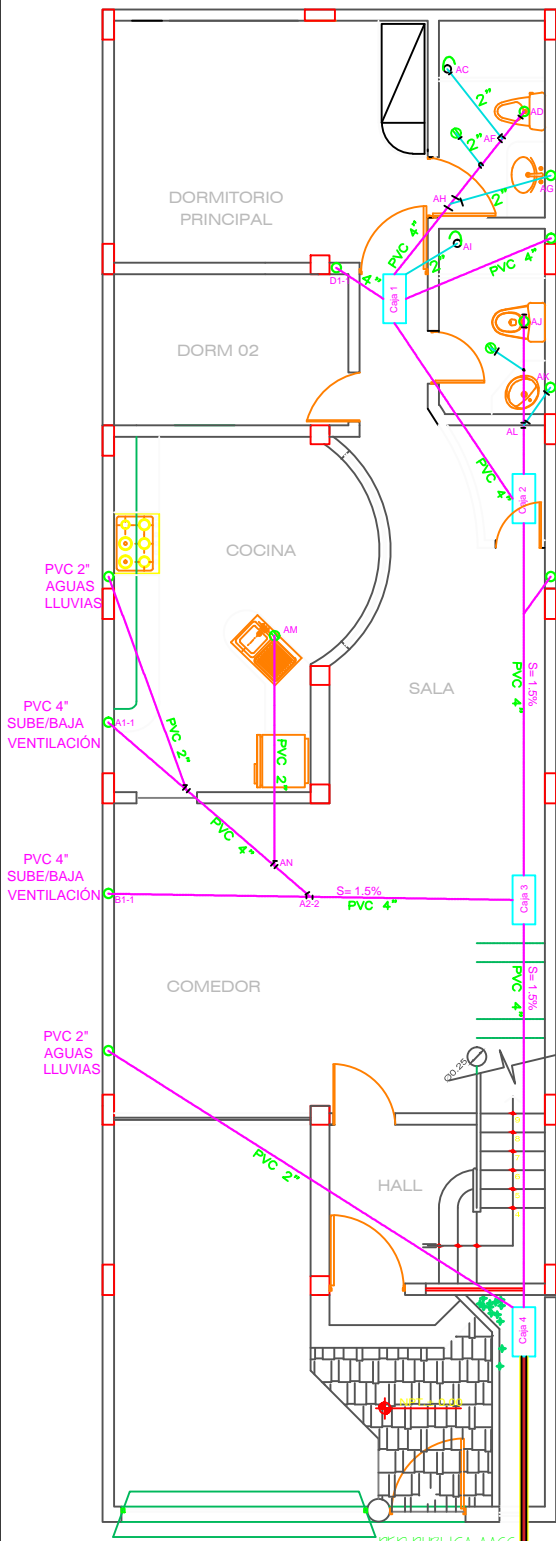 AC
2"
AD
AF
2"
AH
2"
AG
DORMITORIO
PRINCIPAL
PVC 4"
AI
2"
PVC 4"
4"
D1-1
Caja 1
AJ
DORM 02
AK
AL
PVC 4"
Caja 2
COCINA
PVC 2"
AGUAS
LLUVIAS
AM
SALA
S= 1.5%
PVC 4"
PVC 4"
SUBE/BAJA
VENTILACIÓN
A1-1
PVC 2"
PVC 2"
PVC 4"
AN
PVC 4"
SUBE/BAJA
VENTILACIÓN
B1-1
A2-2
S= 1.5%
PVC 4"
Caja 3
S= 1.5%
PVC 4"
COMEDOR
PVC 2"
AGUAS
LLUVIAS
Ø0.25
PVC 2"
HALL
Caja 4